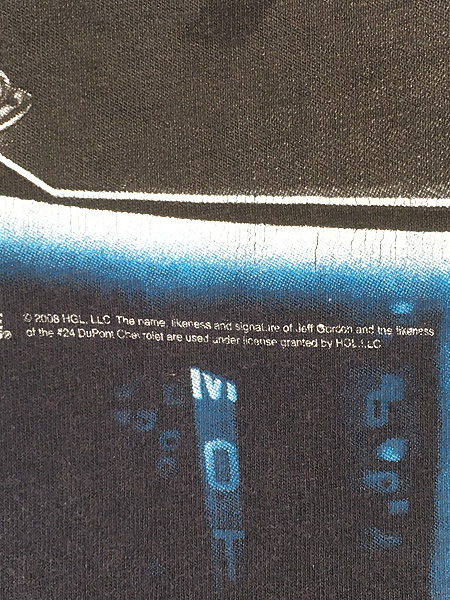 © 2008 HGL, LLC The name, likeness and signature of Jeff Gordon and the likeness
of the #24 DuPont Chevrolet are used under license granted by HGL, LLC
M
O
T